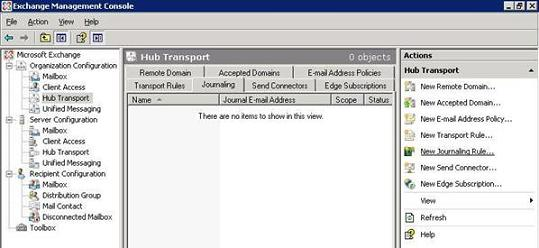 Exchange Management Console
File Action View Help
Microsoft Exchange
Organization Configuration
Mailbox
Client Access
Hub Transport
Unified Messaging
Server Configuration
Mailbox
Client Access
Hub Transport
Unified Messaging
Recipient Configuration
Mailbox
Distribution Group
Mail Contact
Disconnected Mailbox
Toolbox
Hub Transport 0 objects
Remote Domain Accepted Domains E-mail Address Policies
Transport Rules Journaling Send Connectors Edge Subscriptions
Name Journal E-mail Address Scope Status
There are no items to show in this view.
Actions
Hub Transport
New Remote Domain...
New Accepted Domain...
New E-mail Address Policy...
New Transport Rule...
New Journaling Rule...
New Send Connector...
New Edge Subscription...
View
Refresh
Help